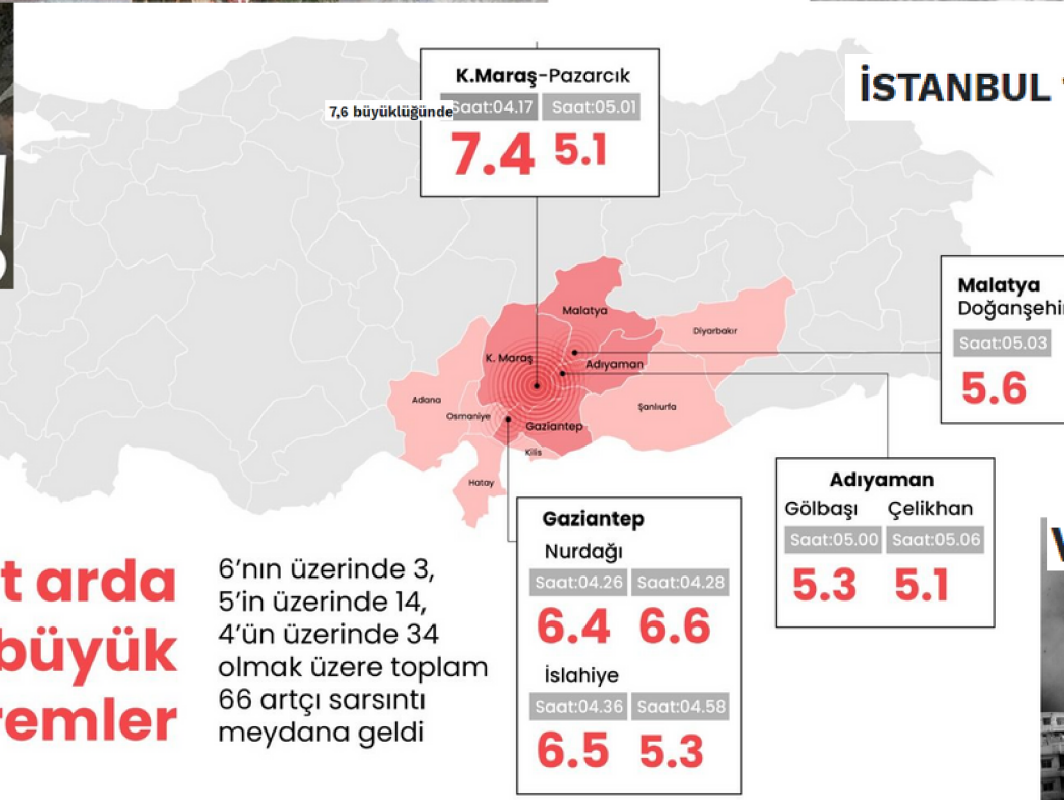 İSTANBUL
K.Maraş-Pazarcık
7,6 büyüklüğünde
Saat:04.17 Saat:05.01
7.4 5.1
Malatya
Doğanşehir
Saat:05.03
5.6
Malatya
Diyarbakır
K. Maraş
Adıyaman
Adana
Şanlıurfa
Osmaniye
Gaziantep
Kilis
Hatay
Adıyaman
Gölbaşı Çelikhan
Saat:05.00 Saat:05.06
5.3 5.1
Gaziantep
Nurdağı
Saat:04.26 Saat:04.28
6.4 6.6
İslahiye
Saat:04.36 Saat:04.58
6.5 5.3
t arda
büyük
remler
6’nın üzerinde 3,
5’in üzerinde 14,
4’ün üzerinde 34
olmak üzere toplam
66 artçı sarsıntı
meydana geldi